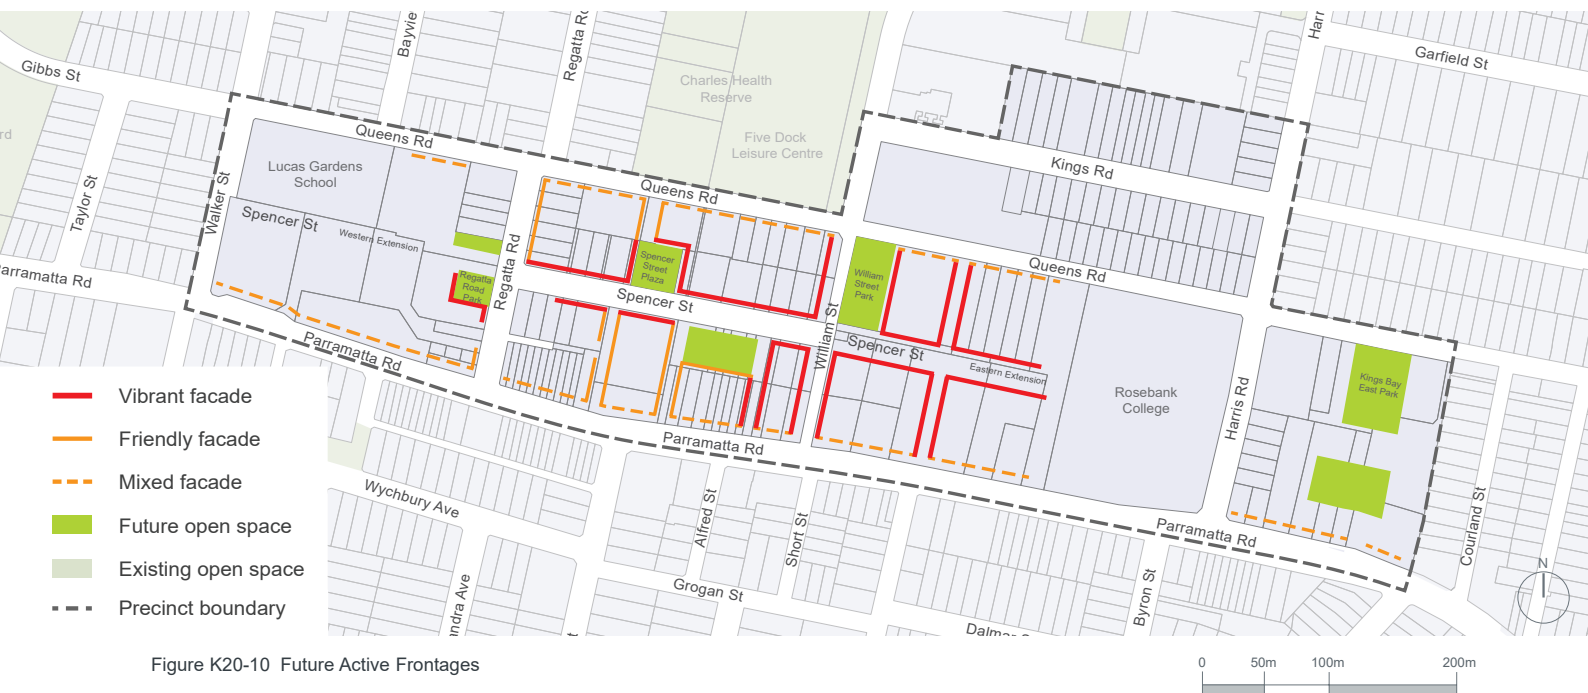 Gibbs St
Bayvie
Regatta Rd
Harr
Garfield St
Charles Health
Reserve
Five Dock
Leisure Centre
rd
Taylor St
Walker St
Queens Rd
Lucas Gardens
School
Spencer St
Western Extension
Queens Rd
Kings Rd
arramatta Rd
Regatta Rd
Regatta
Road
Park
Spencer
Street
Plaza
Spencer St
William
Street
Park
Queens Rd
William St
Spencer St
Eastern Extension
Rosebank
College
Harris Rd
Kings Bay
East Park
Parramatta Rd
Parramatta Rd
Parramatta Rd
Wychbury Ave
Alfred St
Short St
Grogan St
Byron St
Courland St
andra Ave
Dalmar S
t
N
Vibrant facade
Friendly facade
Mixed facade
Future open space
Existing open space
Precinct boundary
Figure K20-10 Future Active Frontages
0 50m 100m 200m